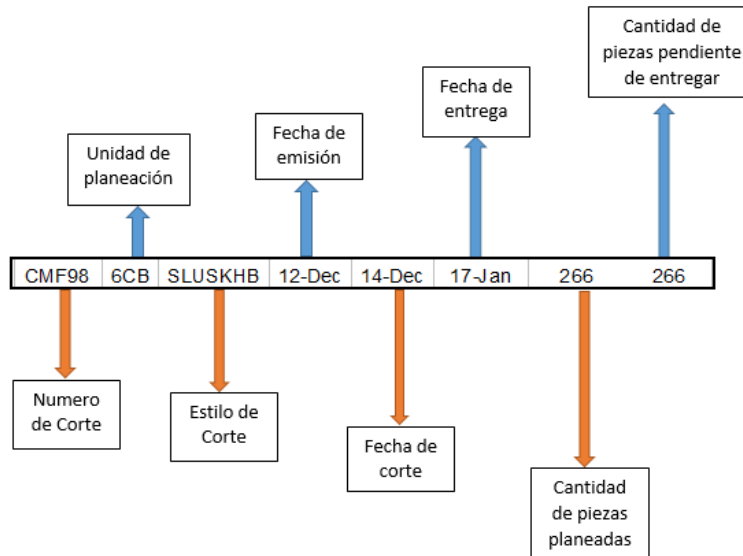 Cantidad de
piezas pendiente
de entregar
Fecha de
entrega
Fecha de
emisión
Unidad de
planeación
CMF98 6CB SLUSKHB 12-Dec 14-Dec 17-Jan 266 266
Numero
de Corte
Estilo de
Corte
Fecha de
corte
Cantidad
de piezas
planeadas